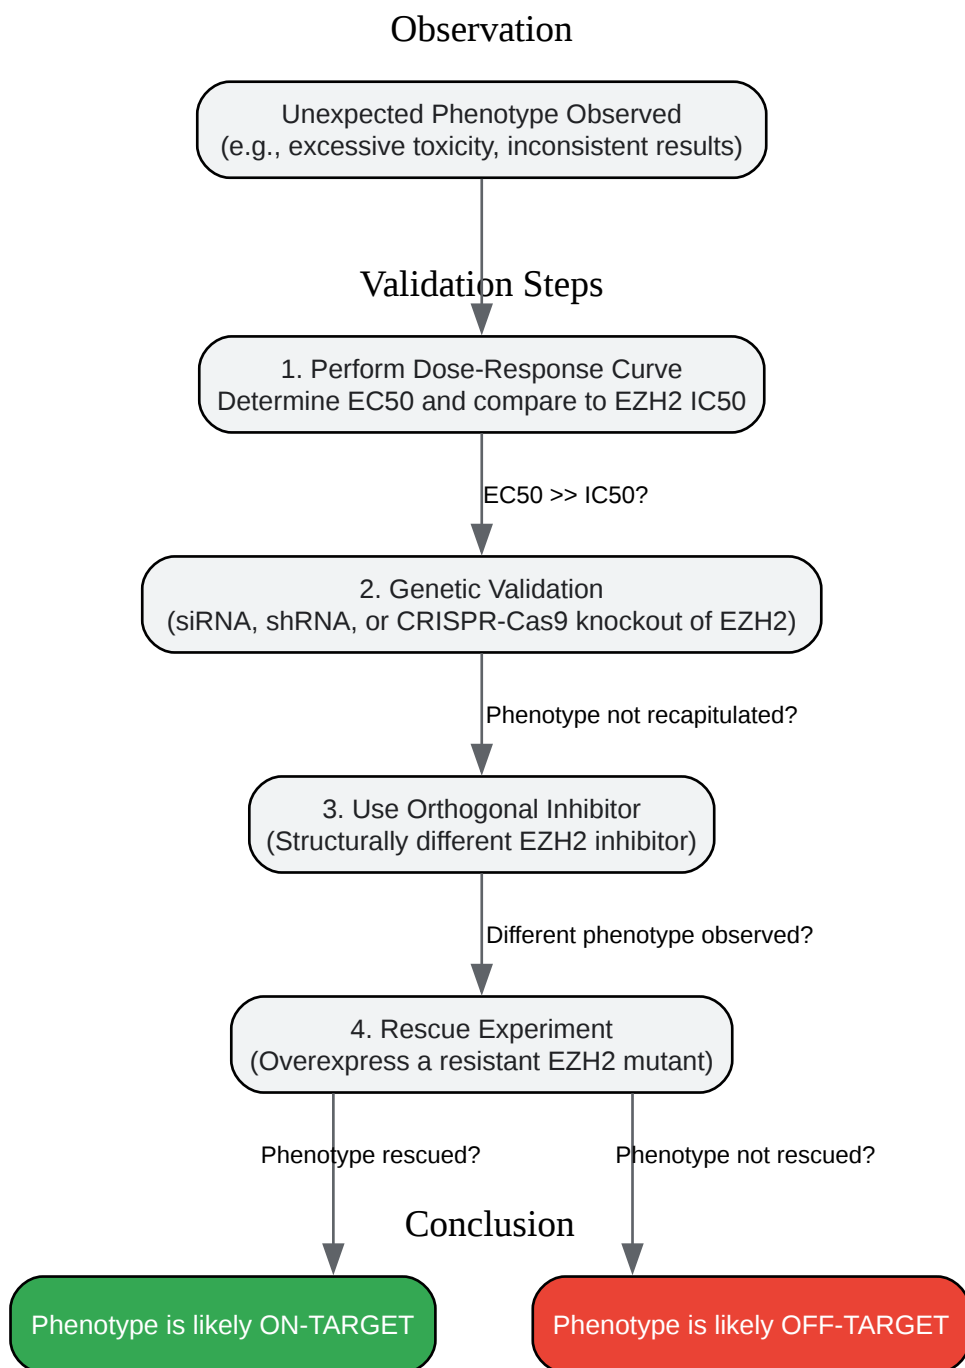 Observation
Unexpected Phenotype Observed
(e.g., excessive toxicity, inconsistent results)
Validation Steps
1. Perform Dose-Response Curve
Determine EC50 and compare to EZH2 IC50
EC50 >> IC50?
2. Genetic Validation
(siRNA, shRNA, or CRISPR-Cas9 knockout of EZH2)
Phenotype not recapitulated?
3. Use Orthogonal Inhibitor
(Structurally different EZH2 inhibitor)
Different phenotype observed?
4. Rescue Experiment
(Overexpress a resistant EZH2 mutant)
Phenotype rescued?
Phenotype not rescued?
Conclusion
Phenotype is likely ON-TARGET
Phenotype is likely OFF-TARGET